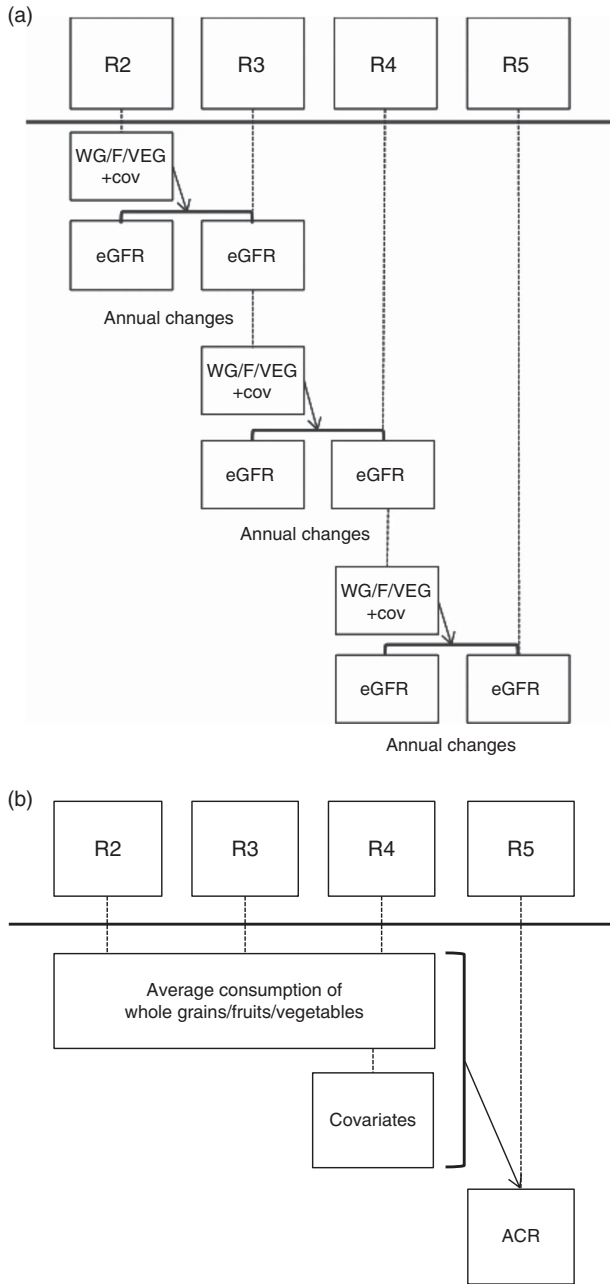 (a)
R2 R3 R4 R5
WG/F/VEG
+cov
eGFR eGFR
Annual changes
WG/F/VEG
+cov
eGFR eGFR
Annual changes
WG/F/VEG
+cov
eGFR eGFR
Annual changes
(b)
R2 R3 R4 R5
Average consumption of
whole grains/fruits/vegetables
Covariates
ACR